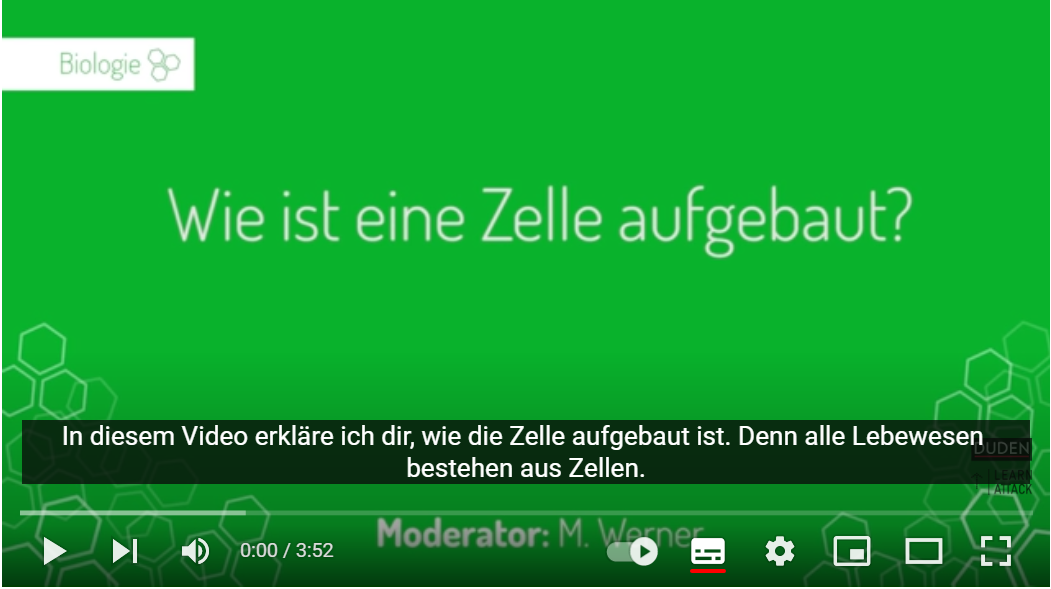 Biologie
Wie ist eine Zelle aufgebaut?
In diesem Video erkläre ich dir, wie die Zelle aufgebaut ist. Denn alle Lebewesen
bestehen aus Zellen.
DUDEN
LEARN
ATTACK
Moderator: M. Werner
0:00 / 3:52